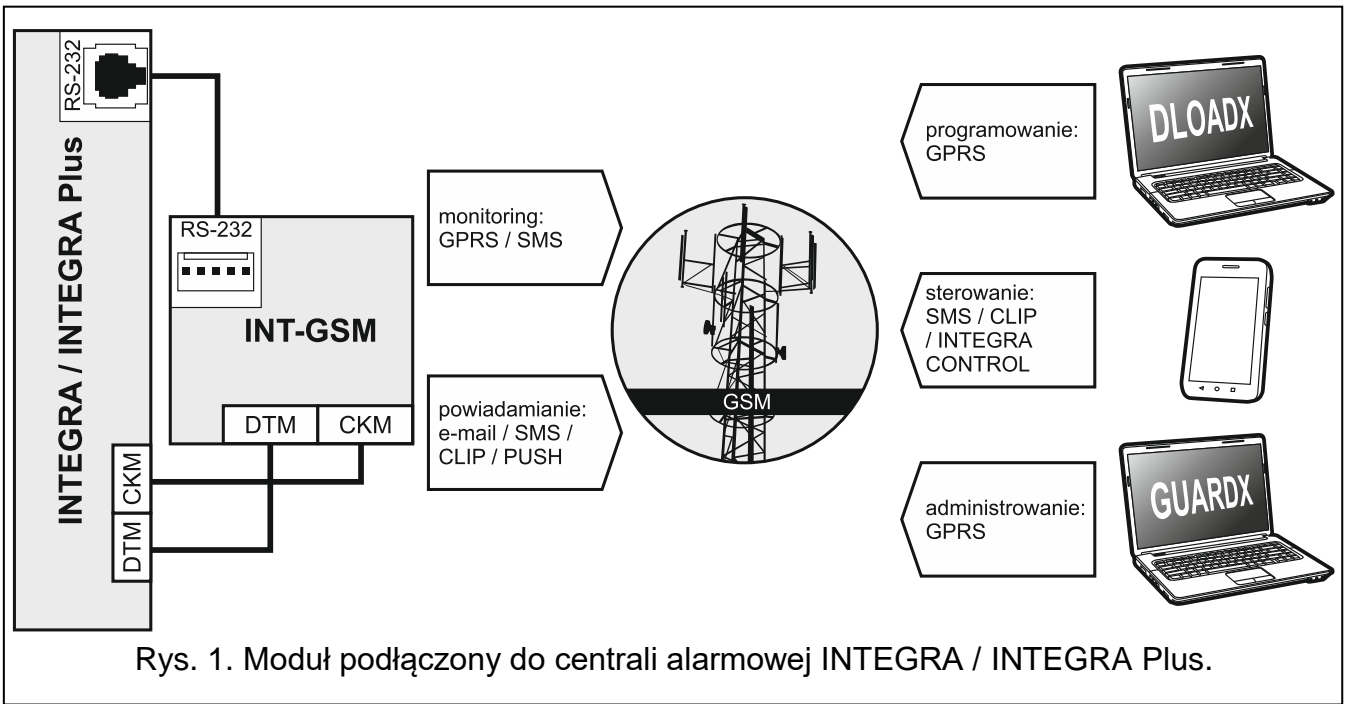 RS-232
INTEGRA / INTEGRA Plus
CKM
DTM
RS-232
INT-GSM
DTM
CKM
monitoring:
GPRS / SMS
powiadamianie:
e-mail / SMS /
CLIP / PUSH
GSM
programowanie:
GPRS
sterowanie:
SMS / CLIP
/ INTEGRA
CONTROL
administrowanie:
GPRS
DLOADX
GUARDX
Rys. 1. Moduł podłączony do centrali alarmowej INTEGRA / INTEGRA Plus.